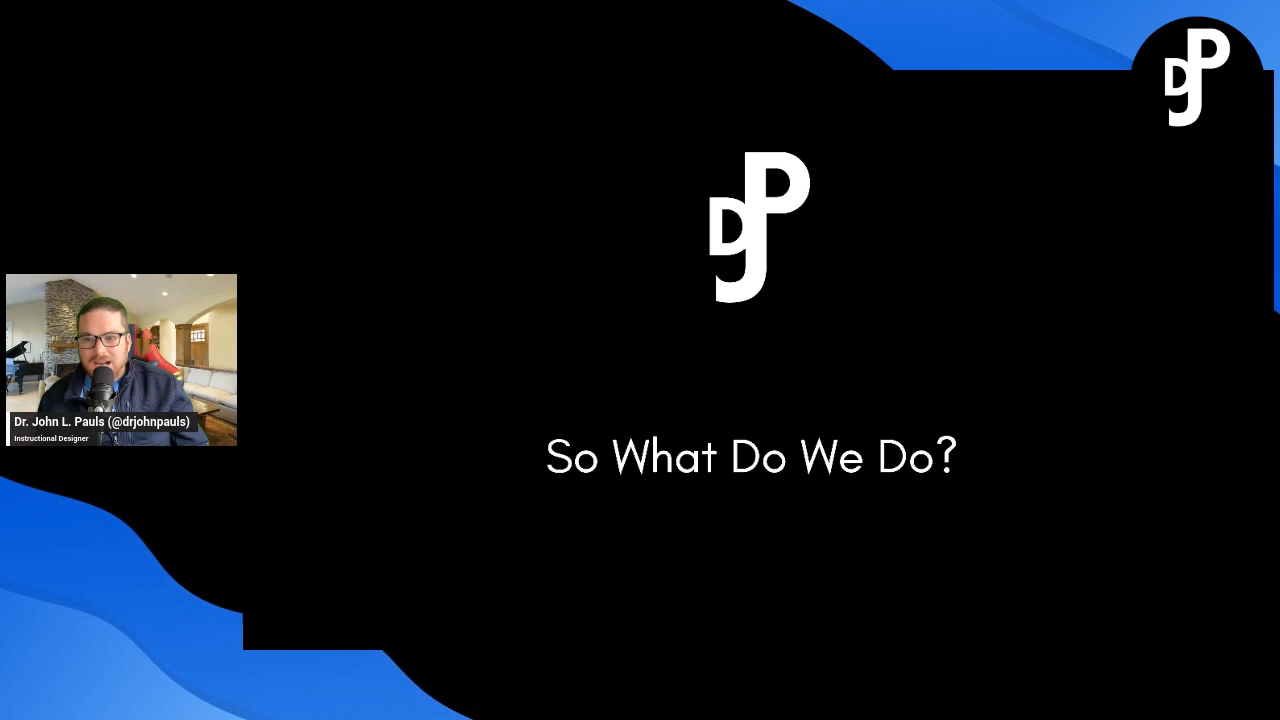 DJP
DJP
Dr. John L. Pauls (@drjohnpauls)
Instructional Designer
So What Do We Do?